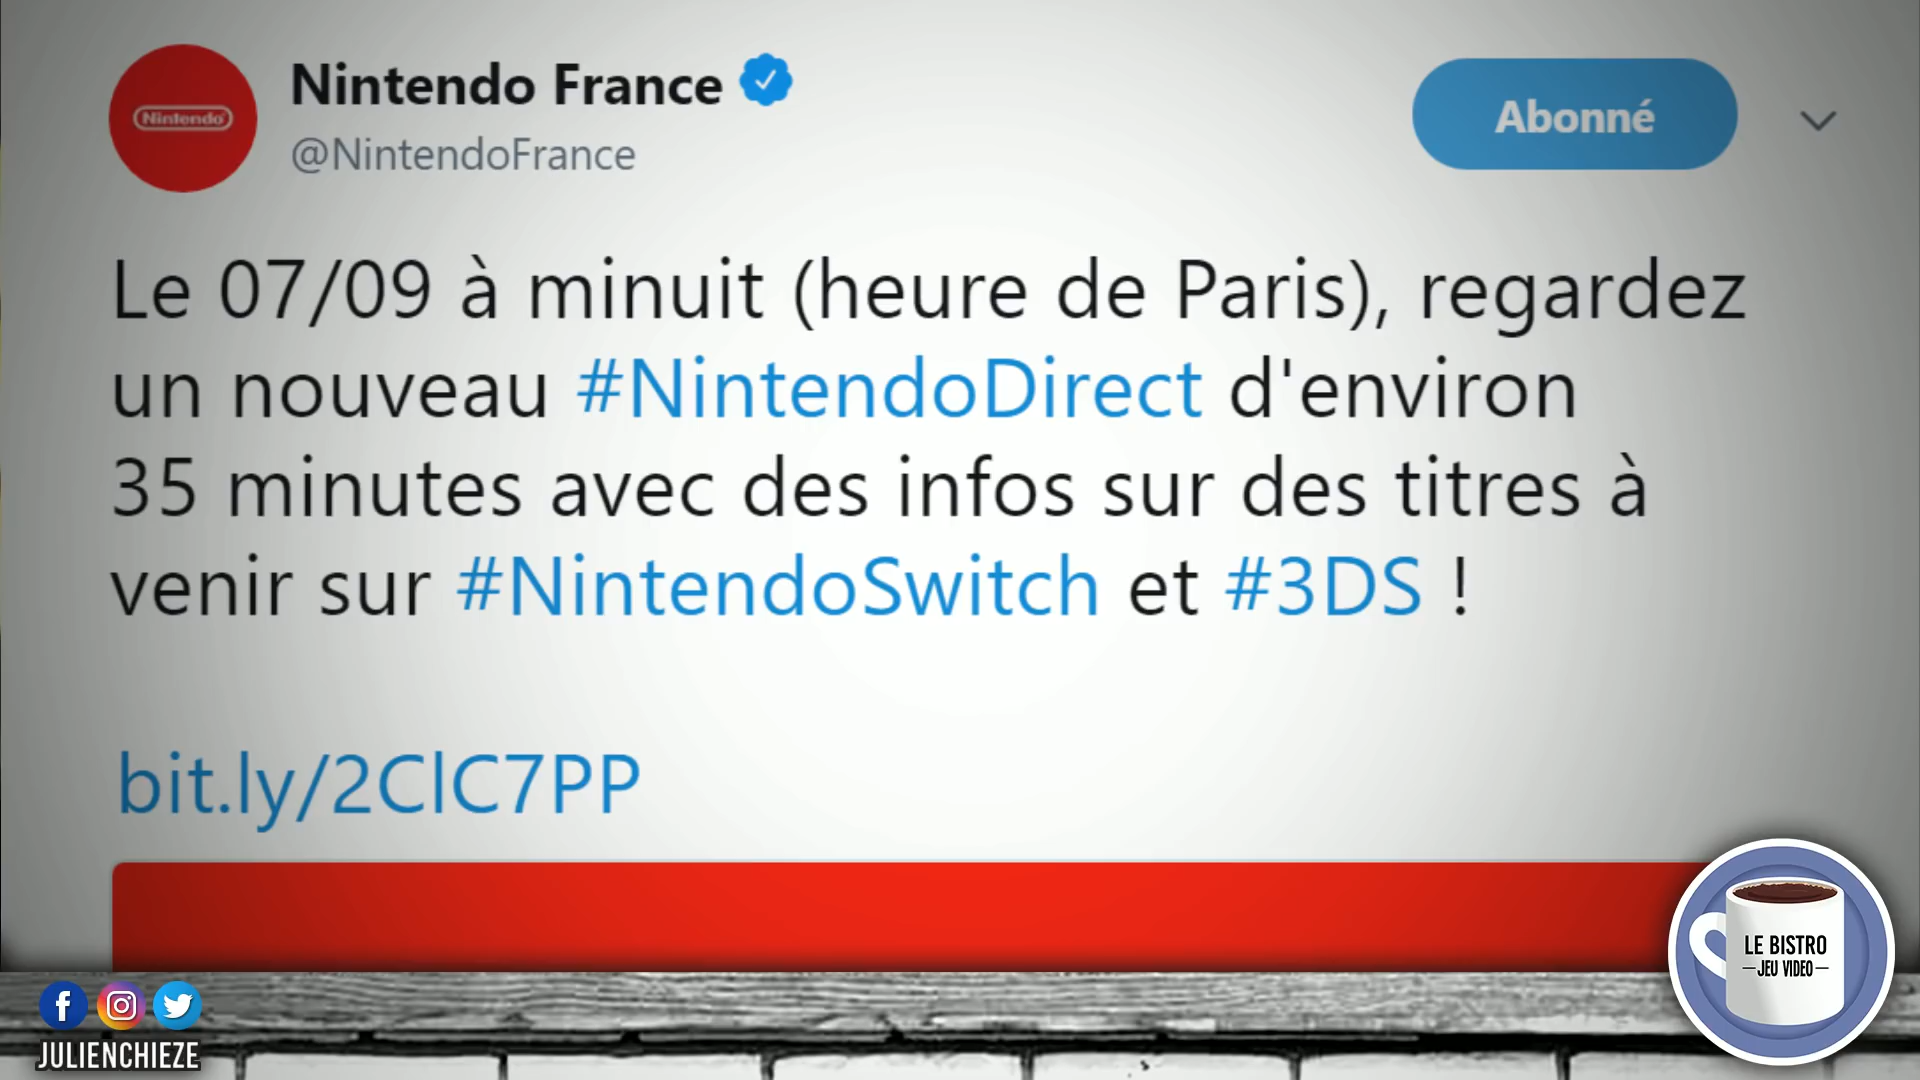 Nintendo
Nintendo France
@NintendoFrance
Abonné
Le 07/09 à minuit (heure de Paris), regardez
un nouveau #NintendoDirect d'environ
35 minutes avec des infos sur des titres à
venir sur #NintendoSwitch et #3DS !
bit.ly/2ClC7PP
LE BISTRO
JEU VIDEO
JULIENCHIEZE